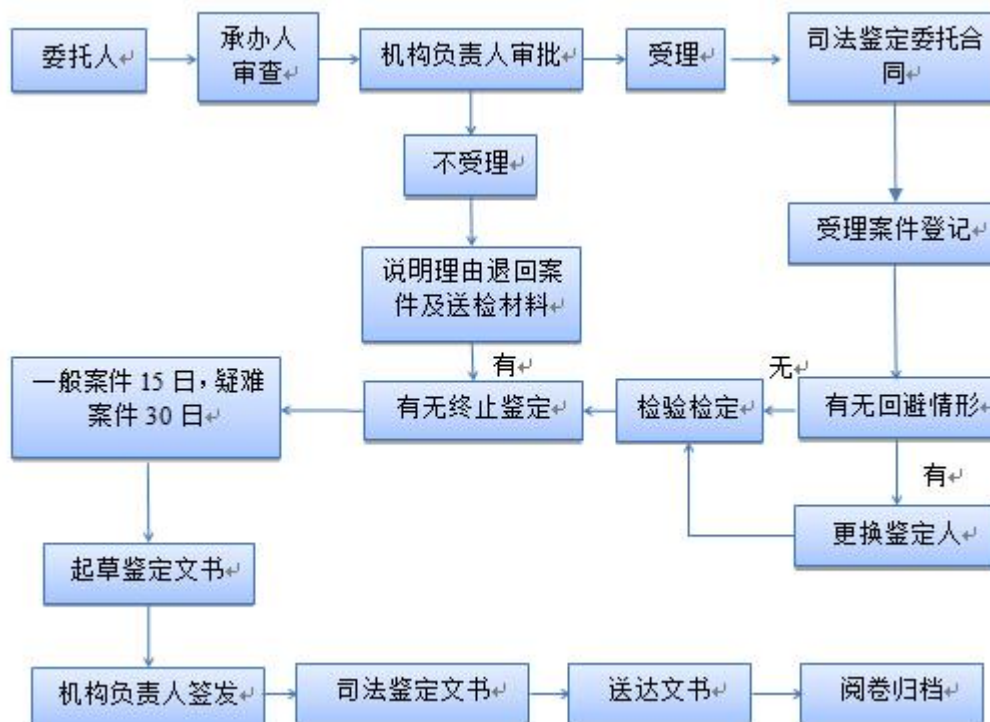 委托人
承办人
审查
机构负责人审批
受理
司法鉴定委托合
同
不受理
受理案件登记
说明理由退回案
件及送检材料
有
无
一般案件 15 日，疑难
案件 30 日
有无终止鉴定
检验检定
有无回避情形
有
更换鉴定人
起草鉴定文书
机构负责人签发
司法鉴定文书
送达文书
阅卷归档